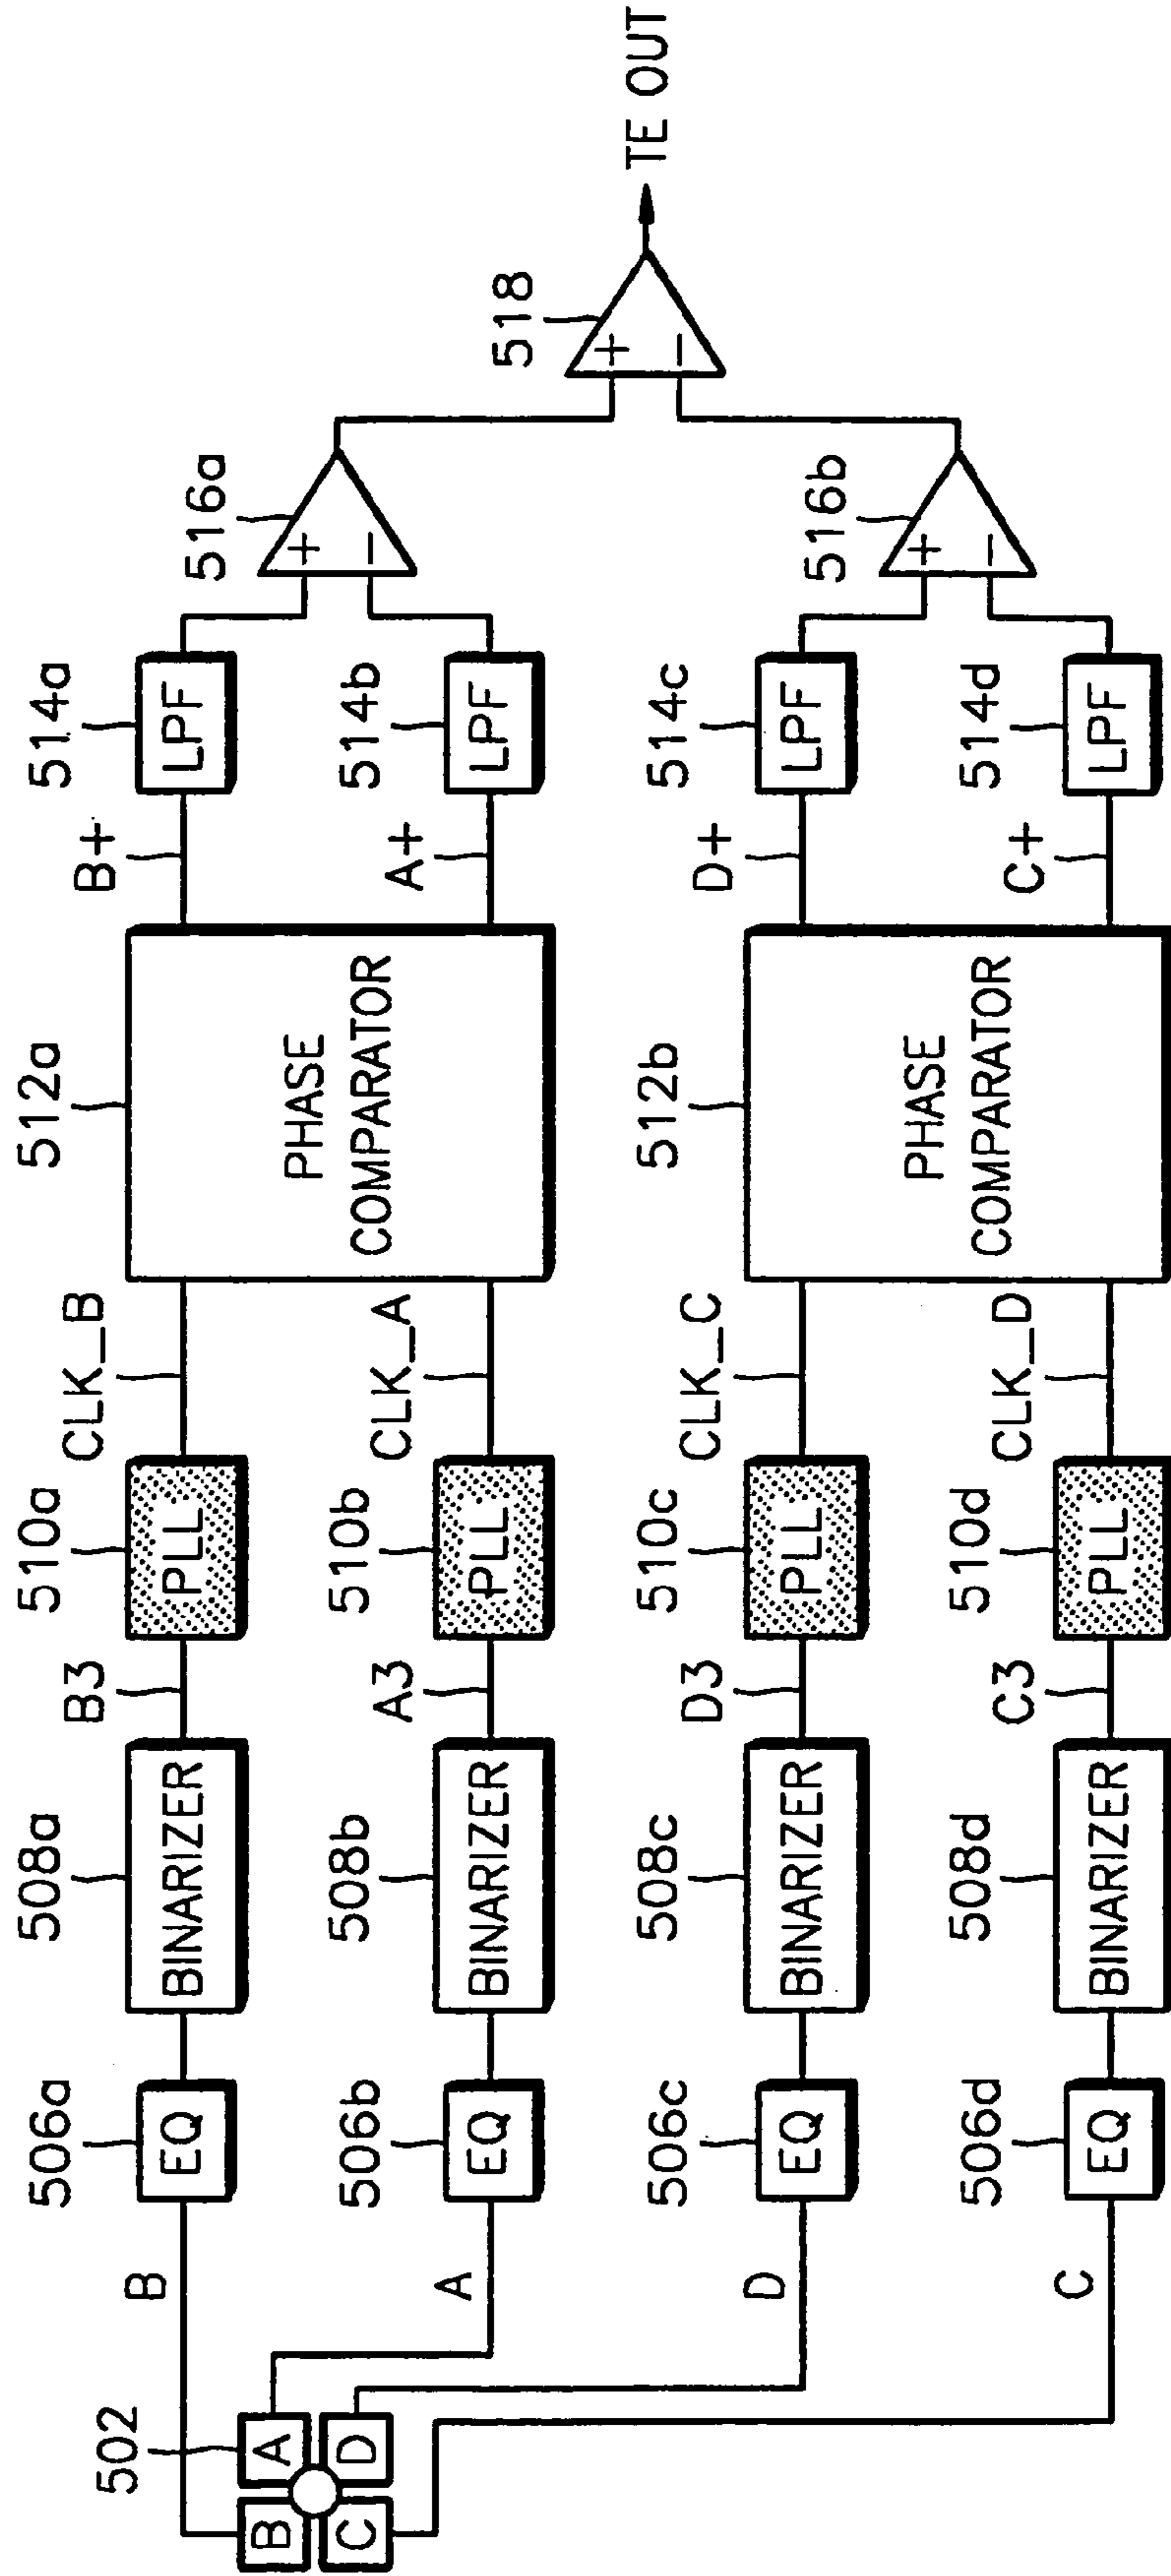 502
B
A
C
D
B
506a
EQ
508a
BINARIZER
B3
510a
PLL
CLK_B
512a
PHASE
COMPARATOR
B+
514a
LPF
A
506b
EQ
508b
BINARIZER
A3
510b
PLL
CLK_A
A+
514b
LPF
516a
+
−
518
+
−
TE OUT
D
506c
EQ
508c
BINARIZER
D3
510c
PLL
CLK_C
512b
PHASE
COMPARATOR
D+
514c
LPF
C
506d
EQ
508d
BINARIZER
C3
510d
PLL
CLK_D
C+
514d
LPF
516b
+
−